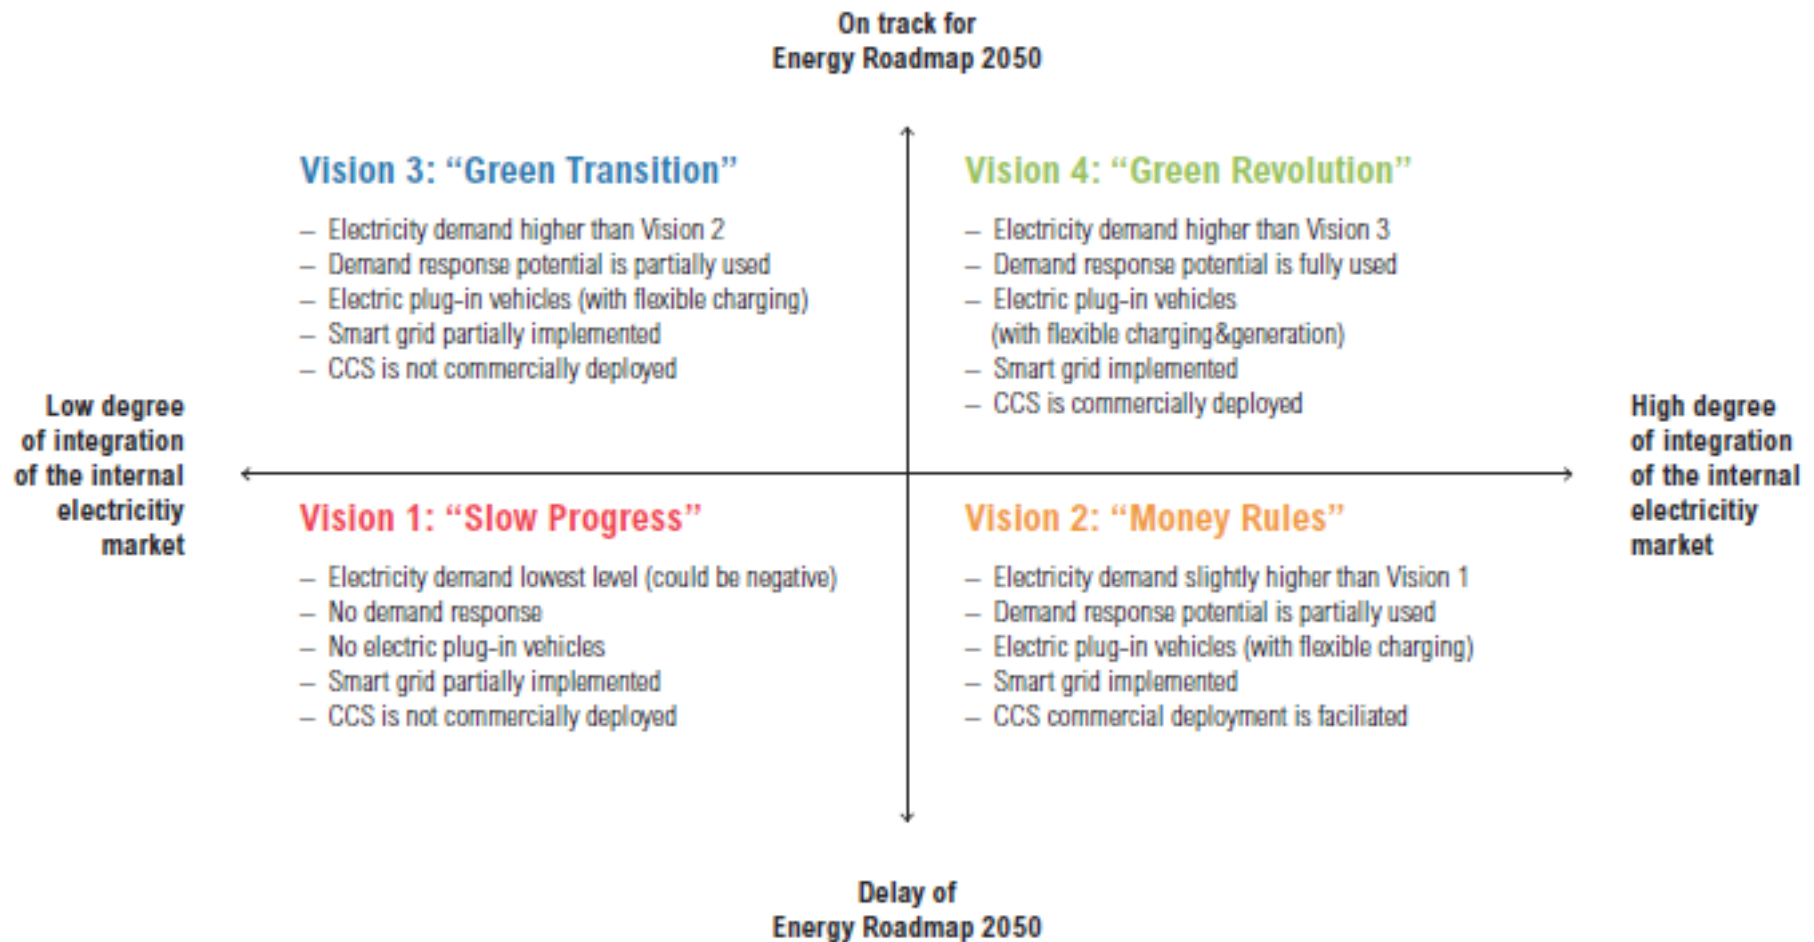 On track for
Energy Roadmap 2050
Vision 3: “Green Transition”
– Electricity demand higher than Vision 2
– Demand response potential is partially used
– Electric plug-in vehicles (with flexible charging)
– Smart grid partially implemented
– CCS is not commercially deployed
Vision 4: “Green Revolution”
– Electricity demand higher than Vision 3
– Demand response potential is fully used
– Electric plug-in vehicles
(with flexible charging&generation)
– Smart grid implemented
– CCS is commercially deployed
Low degree
of integration
of the internal
electricitiy
market
High degree
of integration
of the internal
electricitiy
market
Vision 1: “Slow Progress”
– Electricity demand lowest level (could be negative)
– No demand response
– No electric plug-in vehicles
– Smart grid partially implemented
– CCS is not commercially deployed
Vision 2: “Money Rules”
– Electricity demand slightly higher than Vision 1
– Demand response potential is partially used
– Electric plug-in vehicles (with flexible charging)
– Smart grid implemented
– CCS commercial deployment is faciliated
Delay of
Energy Roadmap 2050